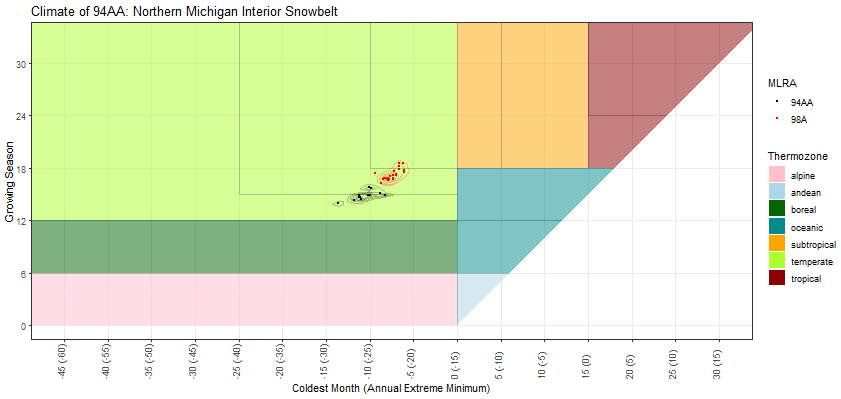 Climate of 94AA: Northern Michigan Interior Snowbelt
Growing Season
30
24
18
12
6
0
-45 (-60)
-40 (-55)
-35 (-50)
-30 (-45)
-25 (-40)
-20 (-35)
-15 (-30)
-10 (-25)
-5 (-20)
0 (-15)
5 (-10)
10 (-5)
15 (0)
20 (5)
25 (10)
30 (15)
Coldest Month (Annual Extreme Minimum)
MLRA
94AA
98A
Thermozone
alpine
andean
boreal
oceanic
subtropical
temperate
tropical